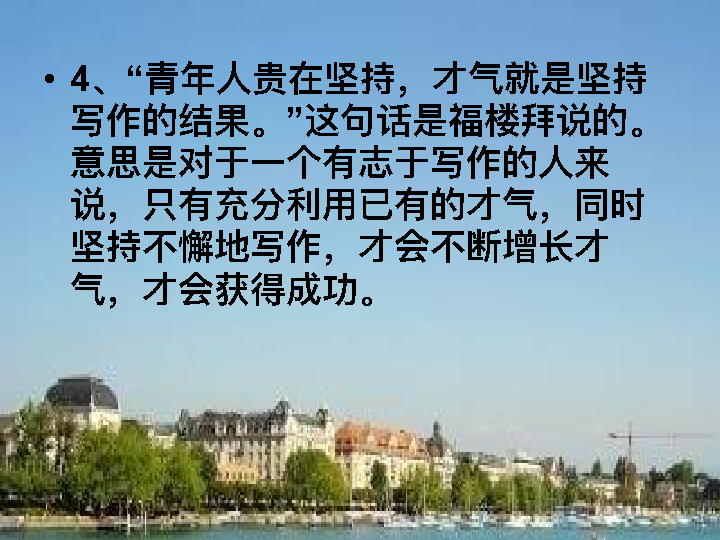 • 4、“青年人贵在坚持，才气就是坚持
写作的结果。”这句话是福楼拜说的。
意思是对于一个有志于写作的人来
说，只有充分利用已有的才气，同时
坚持不懈地写作，才会不断增长才
气，才会获得成功。